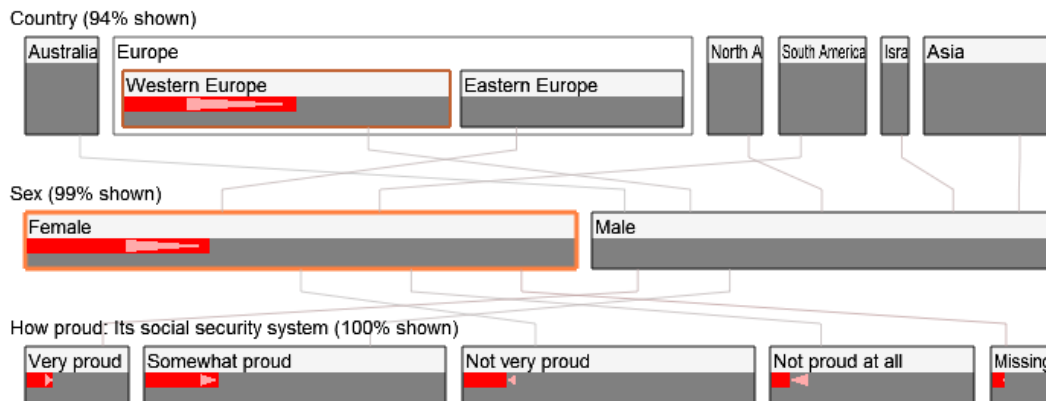 Country (94% shown)
Australia Europe North A South America Isra Asia
Western Europe Eastern Europe
Sex (99% shown)
Female Male
How proud: Its social security system (100% shown)
Very proud Somewhat proud Not very proud Not proud at all Missing